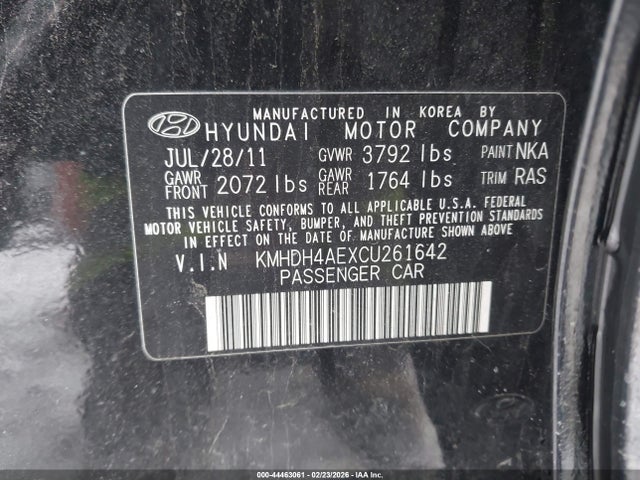 MANUFACTURED IN KOREA BY
HYUNDAI MOTOR COMPANY
JUL/28/11 GVWR 3792 lbs PAINT NKA
GAWR FRONT 2072 lbs GAWR REAR 1764 lbs TRIM RAS
THIS VEHICLE CONFORMS TO ALL APPLICABLE U.S.A. FEDERAL
MOTOR VEHICLE SAFETY, BUMPER, AND THEFT PREVENTION STANDARDS
IN EFFECT ON THE DATE OF MANUFACTURE SHOWN ABOVE
V.I.N KMHDH4AEXCU261642
PASSENGER CAR
000-44463061 - 02/23/2026 - IAAC.com